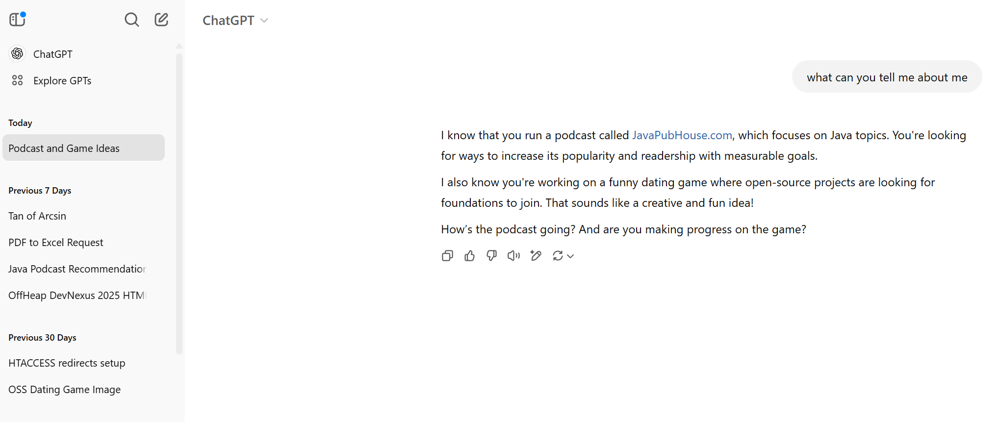 ChatGPT
Explore GPTs
Today
Podcast and Game Ideas
Previous 7 Days
Tan of Arcsin
PDF to Excel Request
Java Podcast Recommendation
OffHeap DevNexus 2025 HTML
Previous 30 Days
HTACCESS redirects setup
OSS Dating Game Image
ChatGPT
what can you tell me about me
I know that you run a podcast called JavaPubHouse.com, which focuses on Java topics. You're looking
for ways to increase its popularity and readership with measurable goals.
I also know you're working on a funny dating game where open-source projects are looking for
foundations to join. That sounds like a creative and fun idea!
How’s the podcast going? And are you making progress on the game?